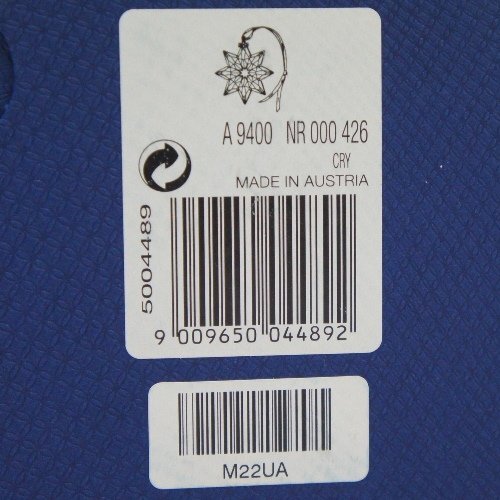 A 9400 NR 000 426
CRY
MADE IN AUSTRIA
5004489
9 009650 044892
M22UA